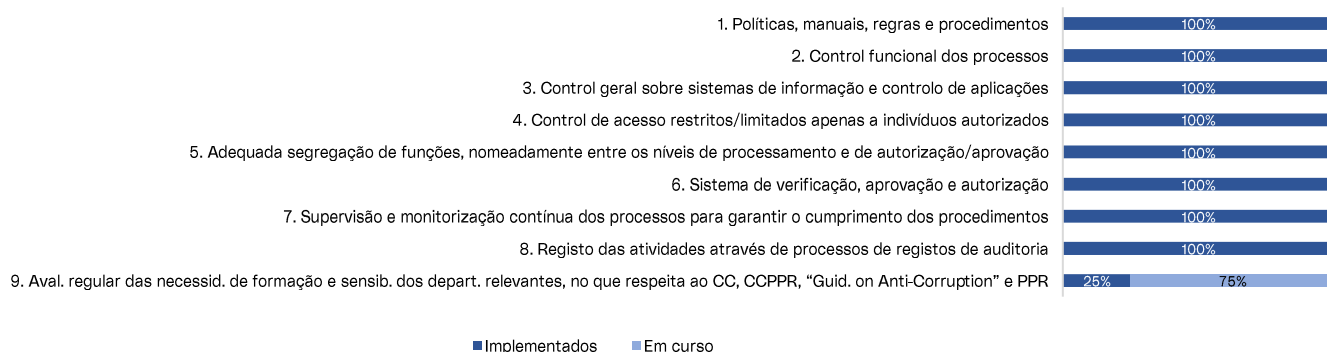 1. Políticas, manuais, regras e procedimentos 100%
2. Control funcional dos processos 100%
3. Control geral sobre sistemas de informação e controlo de aplicações 100%
4. Control de acesso restritos/limitados apenas a indivíduos autorizados 100%
5. Adequada segregação de funções, nomeadamente entre os níveis de processamento e de autorização/aprovação 100%
6. Sistema de verificação, aprovação e autorização 100%
7. Supervisão e monitorização contínua dos processos para garantir o cumprimento dos procedimentos 100%
8. Registo das atividades através de processos de registos de auditoria 100%
9. Aval. regular das necessid. de formação e sensib. dos depart. relevantes, no que respeita ao CC, CCPPR, “Guid. on Anti-Corruption” e PPR 25% 75%
Implementados Em curso